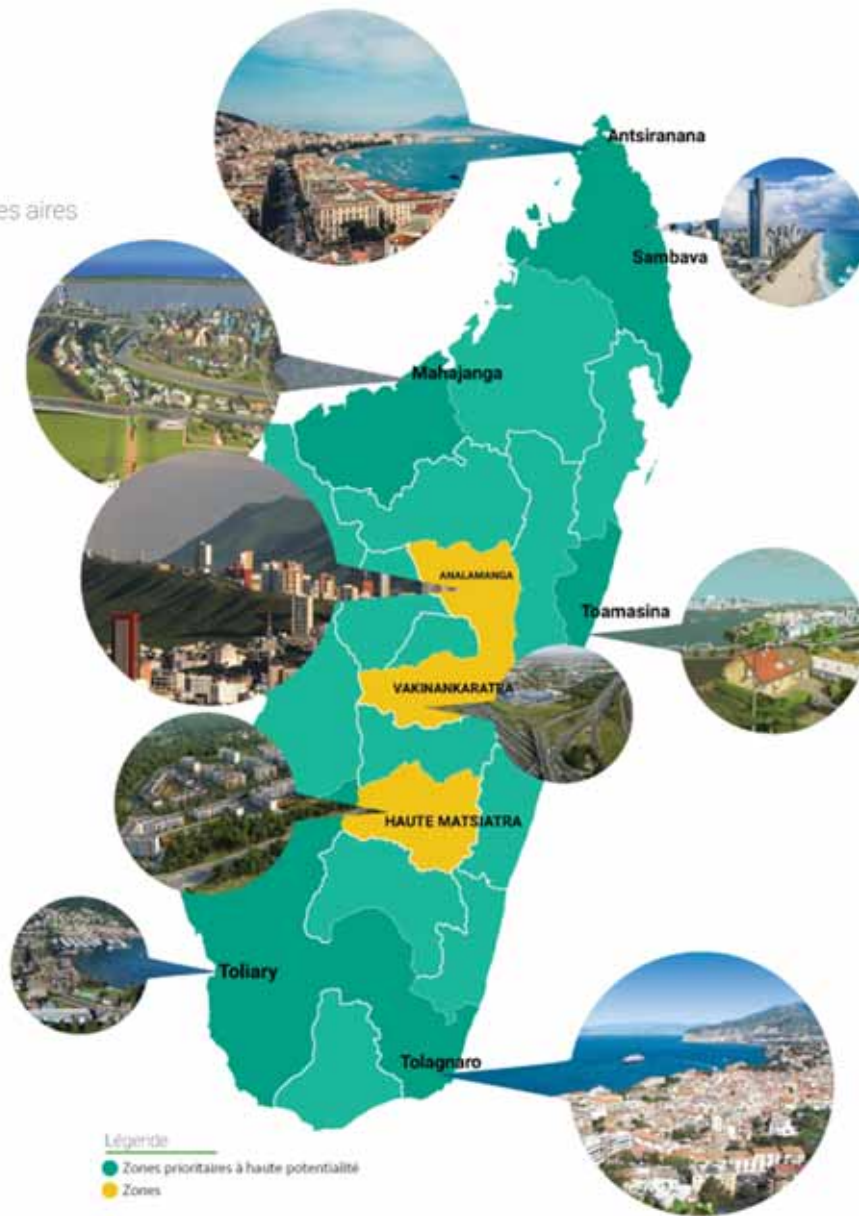 es aires
Antsiranana
Sambava
Mahajanga
ANALAMANGA
Toamasina
VAKINANKARATRA
HAUTE MATSIATRA
Toliary
Tolagnaro
Légende
Zones prioritaires à haute potentialité
Zones